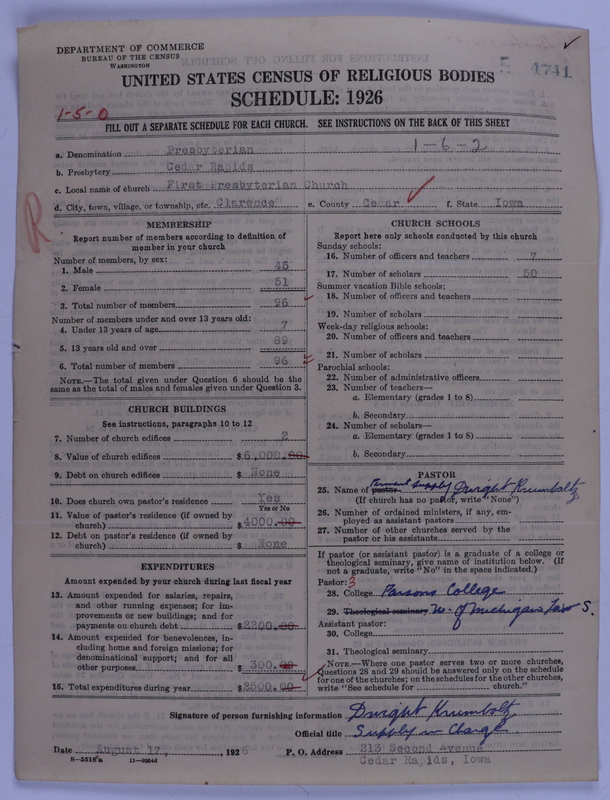 DEPARTMENT OF COMMERCE
BUREAU OF THE CENSUS
WASHINGTON
4741
UNITED STATES CENSUS OF RELIGIOUS BODIES
SCHEDULE: 1926
1-5-0
FILL OUT A SEPARATE SCHEDULE FOR EACH CHURCH. SEE INSTRUCTIONS ON THE BACK OF THIS SHEET
1-6-2
a. Denomination Presbyterian
b. Presbytery Cedar Rapids
c. Local name of church First Presbyterian Church
d. City, town, village, or township, etc. Clarence e. County Cedar f. State Iowa
R
MEMBERSHIP
Report number of members according to definition of
member in your church
Number of members, by sex:
1. Male 45
2. Female 51
3. Total number of members 96
Number of members under and over 13 years old:
4. Under 13 years of age 7
5. 13 years old and over 89
6. Total number of members 96
NOTE.—The total given under Question 6 should be the
same as the total of males and females given under Question 3.
CHURCH BUILDINGS
See instructions, paragraphs 10 to 12
7. Number of church edifices 2
8. Value of church edifices $6,000.00
9. Debt on church edifices $ None
10. Does church own pastor's residence Yes
Yes or No
11. Value of pastor's residence (if owned by
church) $4000.00
12. Debt on pastor's residence (if owned by
church) $ None
EXPENDITURES
Amount expended by your church during last fiscal year
13. Amount expended for salaries, repairs,
and other running expenses; for im-
provements or new buildings; and for
payments on church debt $2200.00
14. Amount expended for benevolences, in-
cluding home and foreign missions; for
denominational support; and for all
other purposes $ 300.00
15. Total expenditures during year $2500.00
CHURCH SCHOOLS
Report here only schools conducted by this church
Sunday schools:
16. Number of officers and teachers 7
17. Number of scholars 50
Summer vacation Bible schools:
18. Number of officers and teachers
19. Number of scholars
Week-day religious schools:
20. Number of officers and teachers
21. Number of scholars
Parochial schools:
22. Number of administrative officers
23. Number of teachers—
a. Elementary (grades 1 to 8)
b. Secondary
24. Number of scholars—
a. Elementary (grades 1 to 8)
b. Secondary
PASTOR
25. Name of pastor supply Dwight Krumboltz
(If church has no pastor, write "None")
26. Number of ordained ministers, if any, em-
ployed as assistant pastors
27. Number of other churches served by the
pastor or his assistants
If pastor (or assistant pastor) is a graduate of a college or
theological seminary, give name of institution below. (If
not a graduate, write "No" in the space indicated.)
Pastor: 3
28. College Parsons College
29. Theological seminary U. of Michigan Law S.
Assistant pastor:
30. College
31. Theological seminary
NOTE.—Where one pastor serves two or more churches,
Questions 28 and 29 should be answered only on the schedule
for one of the churches; on the schedules for the other churches,
write "See schedule for church."
Signature of person furnishing information Dwight Krumboltz
Official title Supply in Charge
Date August 17, 1926 P. O. Address 213 Second Avenue
8-5518a 11-9084d Cedar Rapids, Iowa